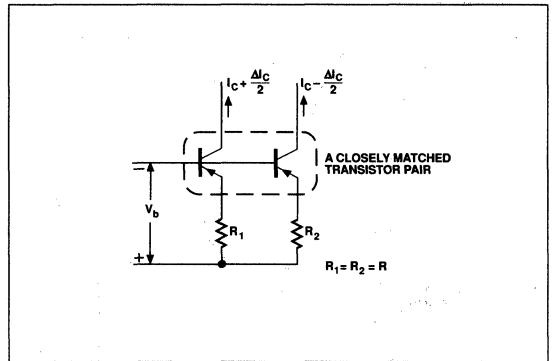 I_C + ΔI_C/2
I_C − ΔI_C/2
A CLOSELY MATCHED
TRANSISTOR PAIR
−
V_b
R_1
R_2
+
R_1 = R_2 = R